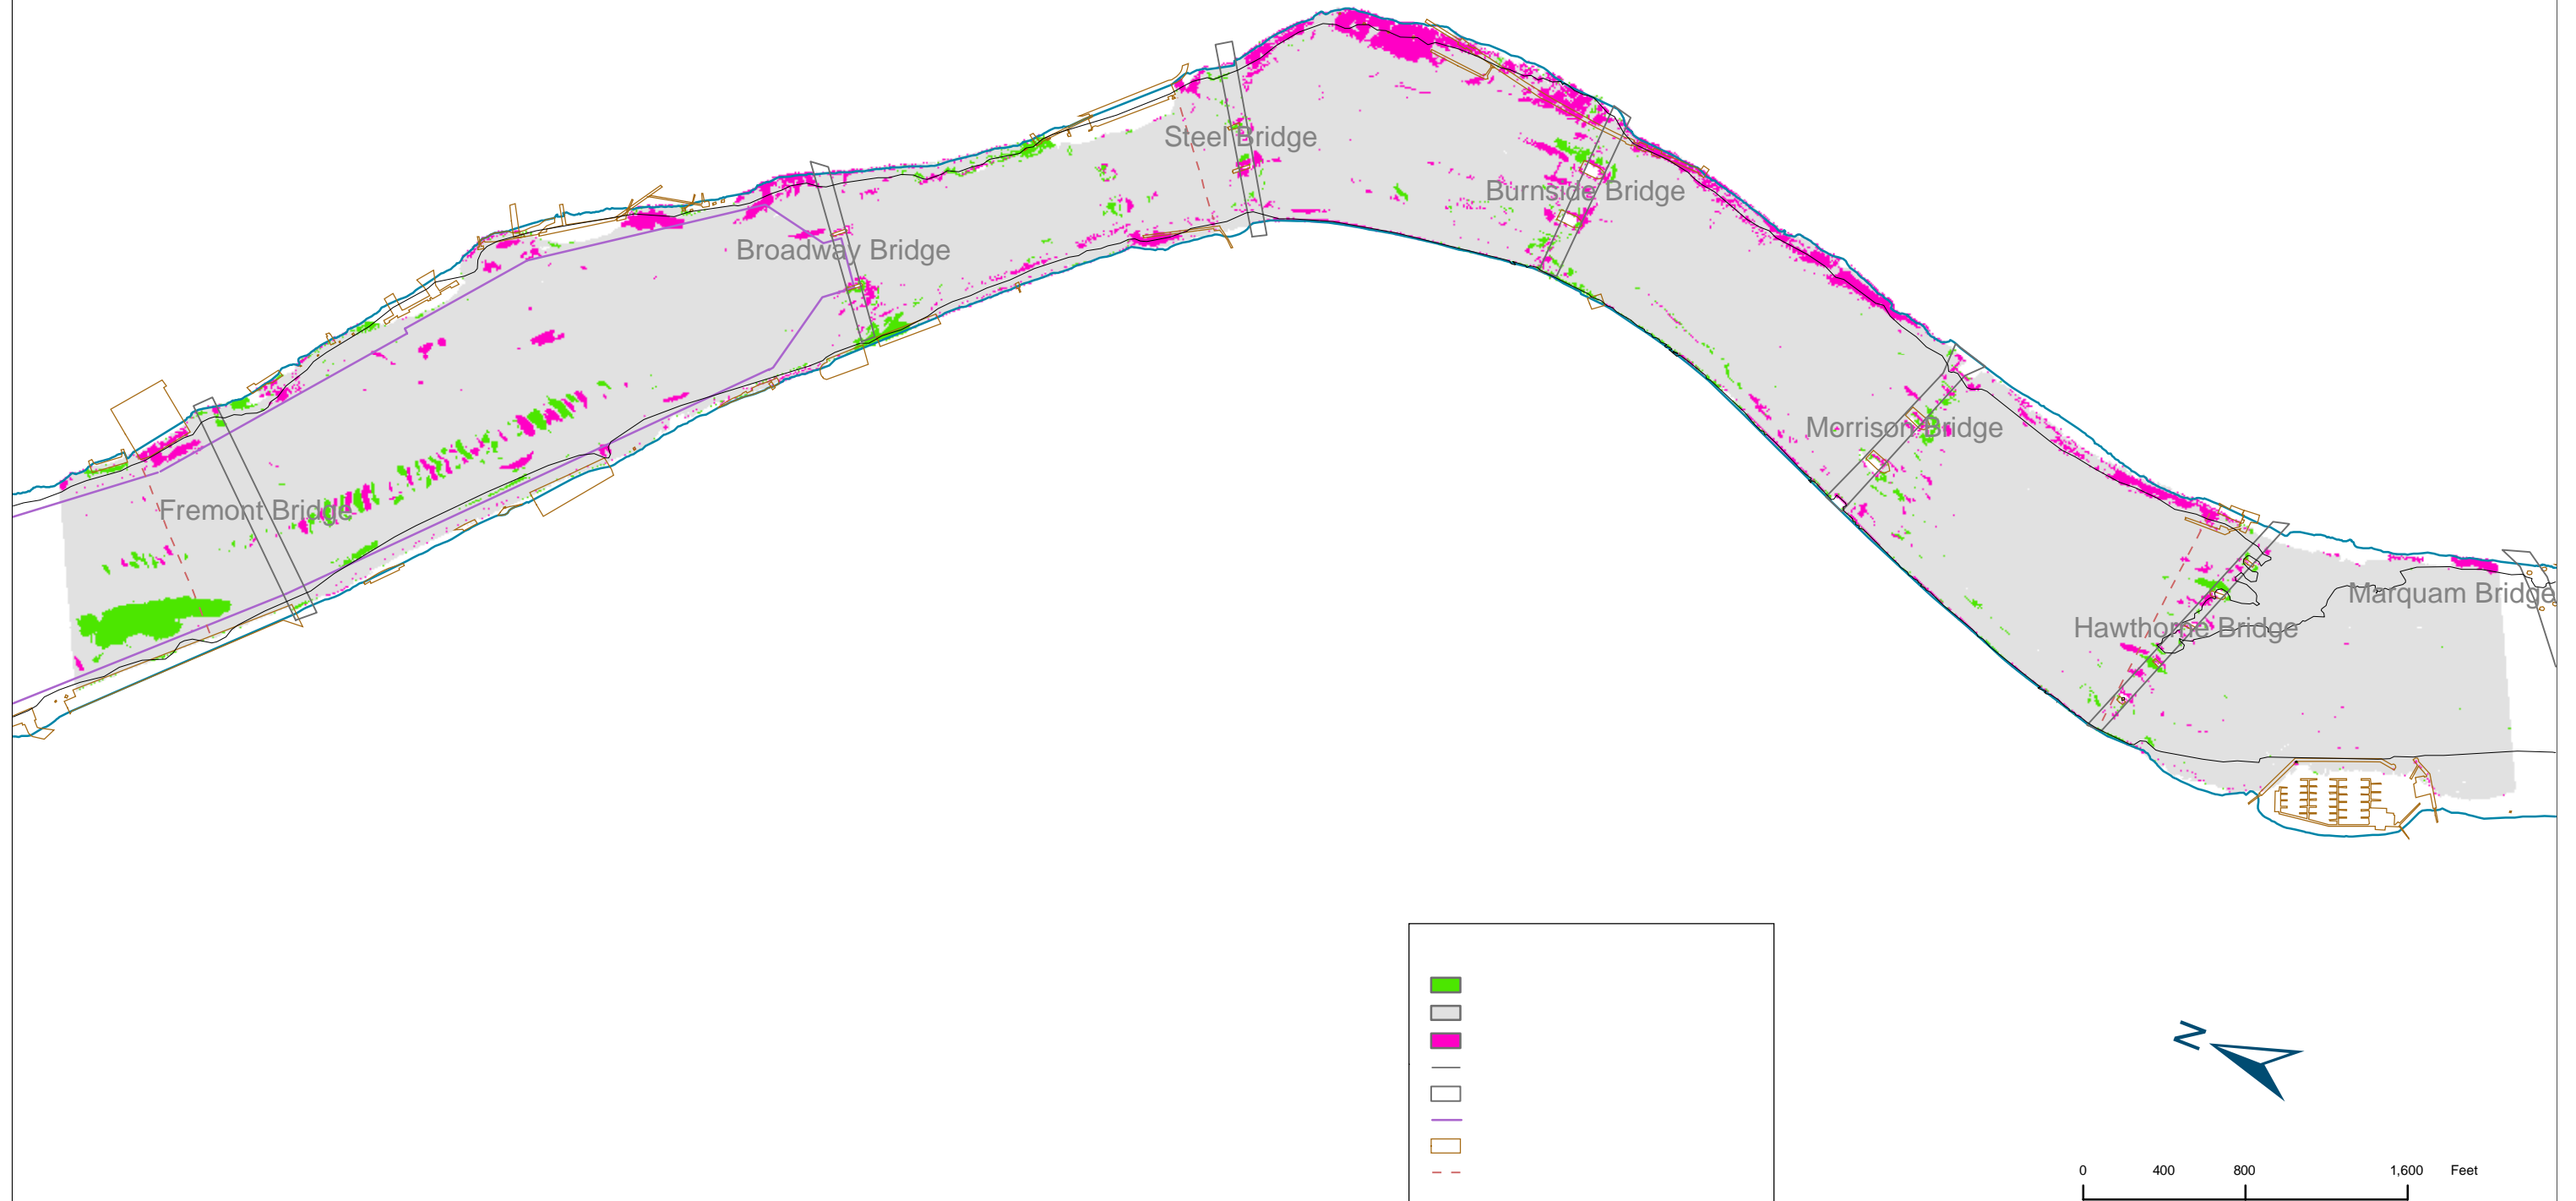 Steel Bridge
Burnside Bridge
Broadway Bridge
Morrison Bridge
Fremont Bridge
Marquam Bridge
Hawthorne Bridge
N
0 400 800 1,600 Feet